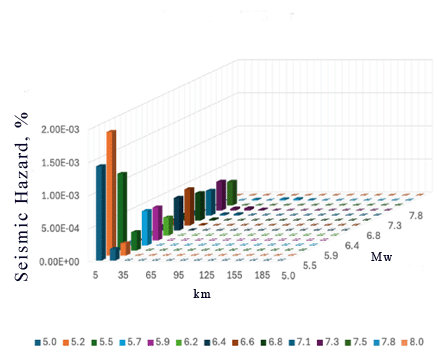 Seismic Hazard, %
2.00E-03
1.50E-03
1.00E-03
5.00E-04
0.00E+00
5 35 65 95 125 155 185
km
5.0 5.5 5.9 6.4 6.8 7.3 7.8
Mw
5.0 5.2 5.5 5.7 5.9 6.2 6.4 6.6 6.8 7.1 7.3 7.5 7.8 8.0